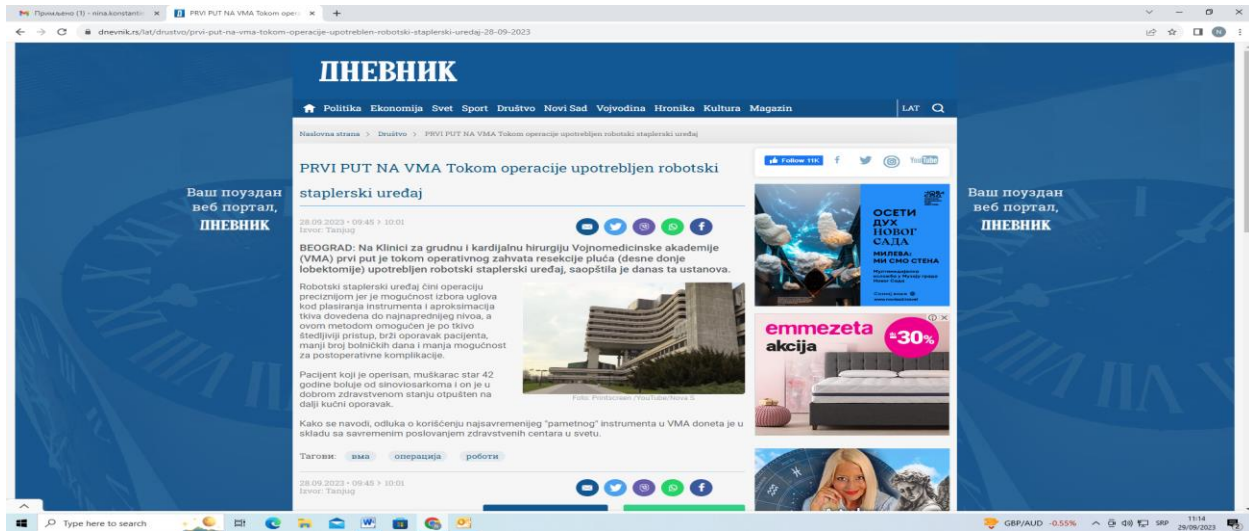 Примљено (1) - nina.konstanti
PRVI PUT NA VMA Tokom oper
dnevnik.rs/lat/drustvo/prvi-put-na-vma-tokom-operacije-upotreblen-robotski-staplerski-uredaj-28-09-2023
ДНЕВНИК
Politika Ekonomija Svet Sport Društvo Novi Sad Vojvodina Hronika Kultura Magazin LAT
Naslovna strana > Društvo > PRVI PUT NA VMA Tokom operacije upotreblen robotski staplerski uređaj
PRVI PUT NA VMA Tokom operacije upotreblen robotski
staplerski uređaj
28.09.2023 • 09:45 > 10:01
Izvor: Tanjug
BEOGRAD: Na Klinici za grudnu i kardijalnu hirurgiju Vojnomedicinske akademije
(VMA) prvi put je tokom operativnog zahvata resekcije pluća (desne donje
lobektomije) upotreblen robotski staplerski uređaj, saopštila je danas ta ustanova.
Robotski staplerski uređaj čini operaciju
preciznijom jer je mogućnost izbora uglova
kod plasiranja instrumenta i aproksimacija
tkiva dovedena do najnaprednijeg nivoa, a
ovom metodom omogućen je po tkivo
štedljiviji pristup, brži oporavak pacijenta,
manji broj bolničkih dana i manja mogućnost
za postoperativne komplikacije.
Pacijent koji je operisan, muškarac star 42
godine boluje od sinoviosarkoma i on je u
dobrom zdravstvenom stanju otpušten na
dalji kućni oporavak.
Foto: Printscreen /YouTube/Nova S
Kako se navodi, odluka o korišćenju najsavremenijeg "pametnog" instrumenta u VMA doneta je u
skladu sa savremenim poslovanjem zdravstvenih centara u svetu.
Тагови: вма операција роботи
28.09.2023 • 09:45 > 10:01
Izvor: Tanjug
Ваш поуздан
веб портал,
ДНЕВНИК
Follow 11K
You Tube
ОСЕТИ
ДУХ
НОВОГ
САДА
МИЛЕВА:
МИ СМО СТЕНА
emmezeta
akcija
30%
Ваш поуздан
веб портал,
ДНЕВНИК
Type here to search
GBP/AUD -0.55%
SRP
11:14
29/09/2023